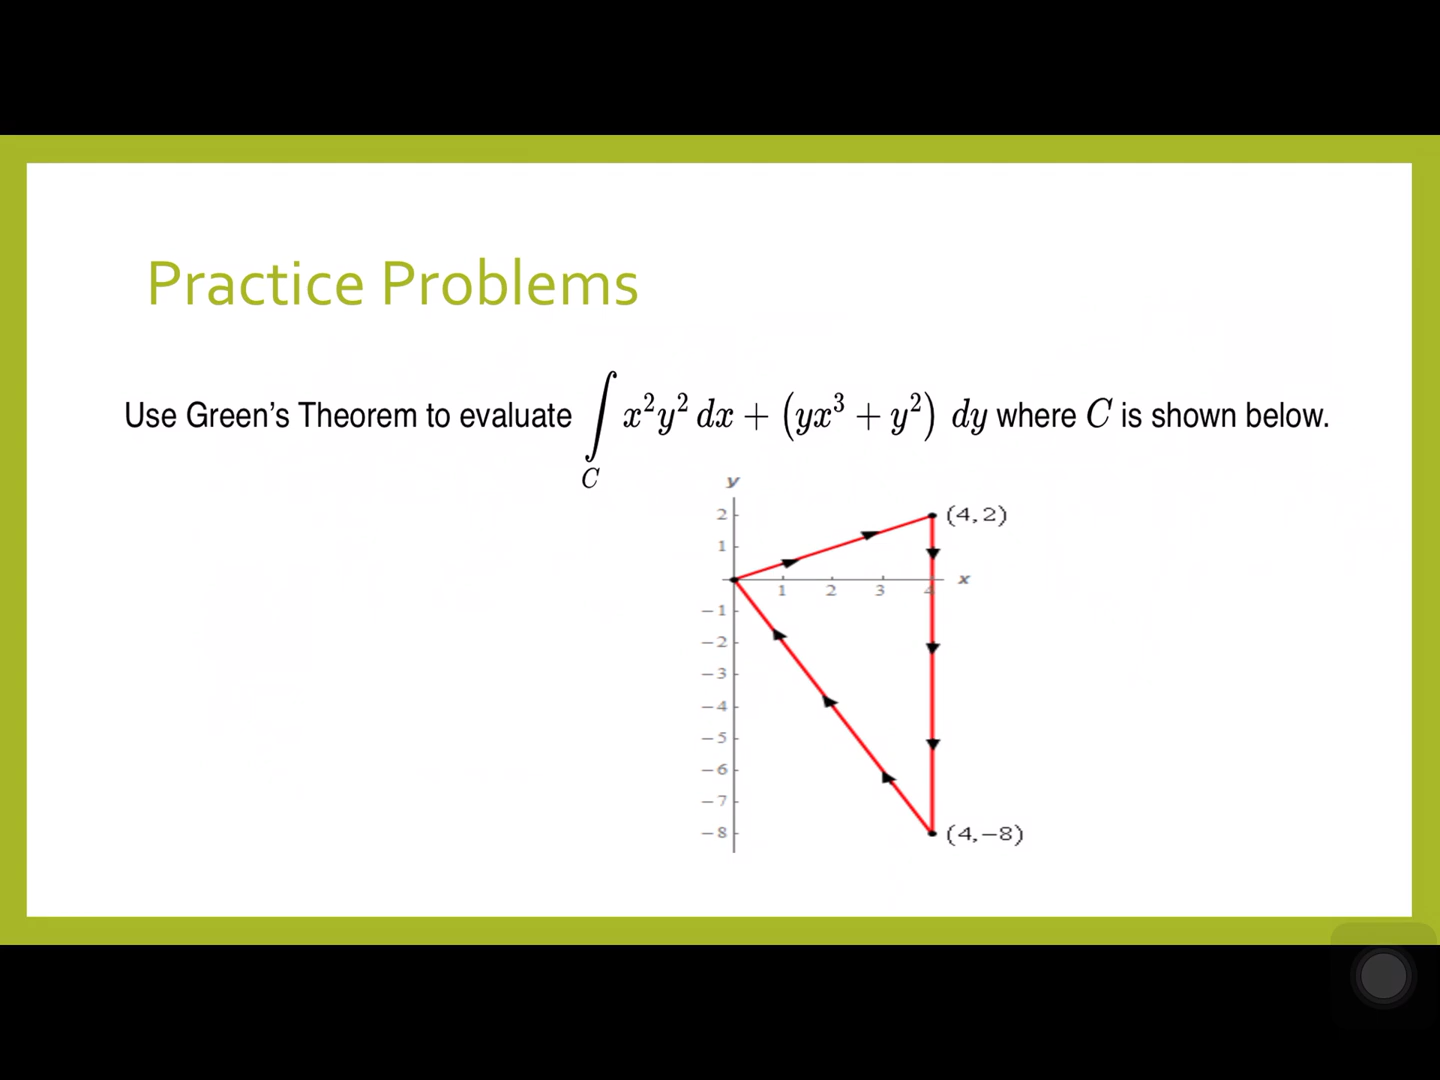 Practice Problems
Use Green's Theorem to evaluate ∫_C x²y² dx + (yx³ + y²) dy where C is shown below.
y
2
(4,2)
1
x
1 2 3 4
−1
−2
−3
−4
−5
−6
−7
−8
(4,−8)